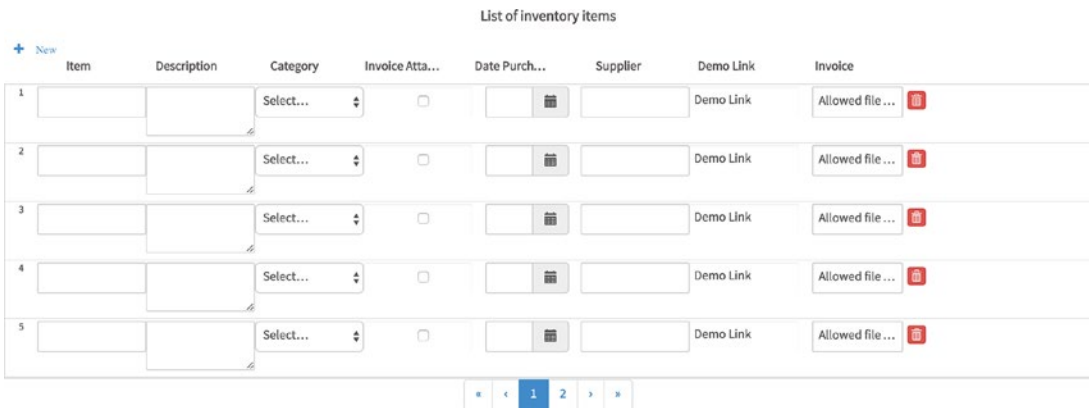 List of inventory items
+ New
Item Description Category Invoice Atta... Date Purch... Supplier Demo Link Invoice
1 Select... Demo Link Allowed file ...
2 Select... Demo Link Allowed file ...
3 Select... Demo Link Allowed file ...
4 Select... Demo Link Allowed file ...
5 Select... Demo Link Allowed file ...
« ‹ 1 2 › »